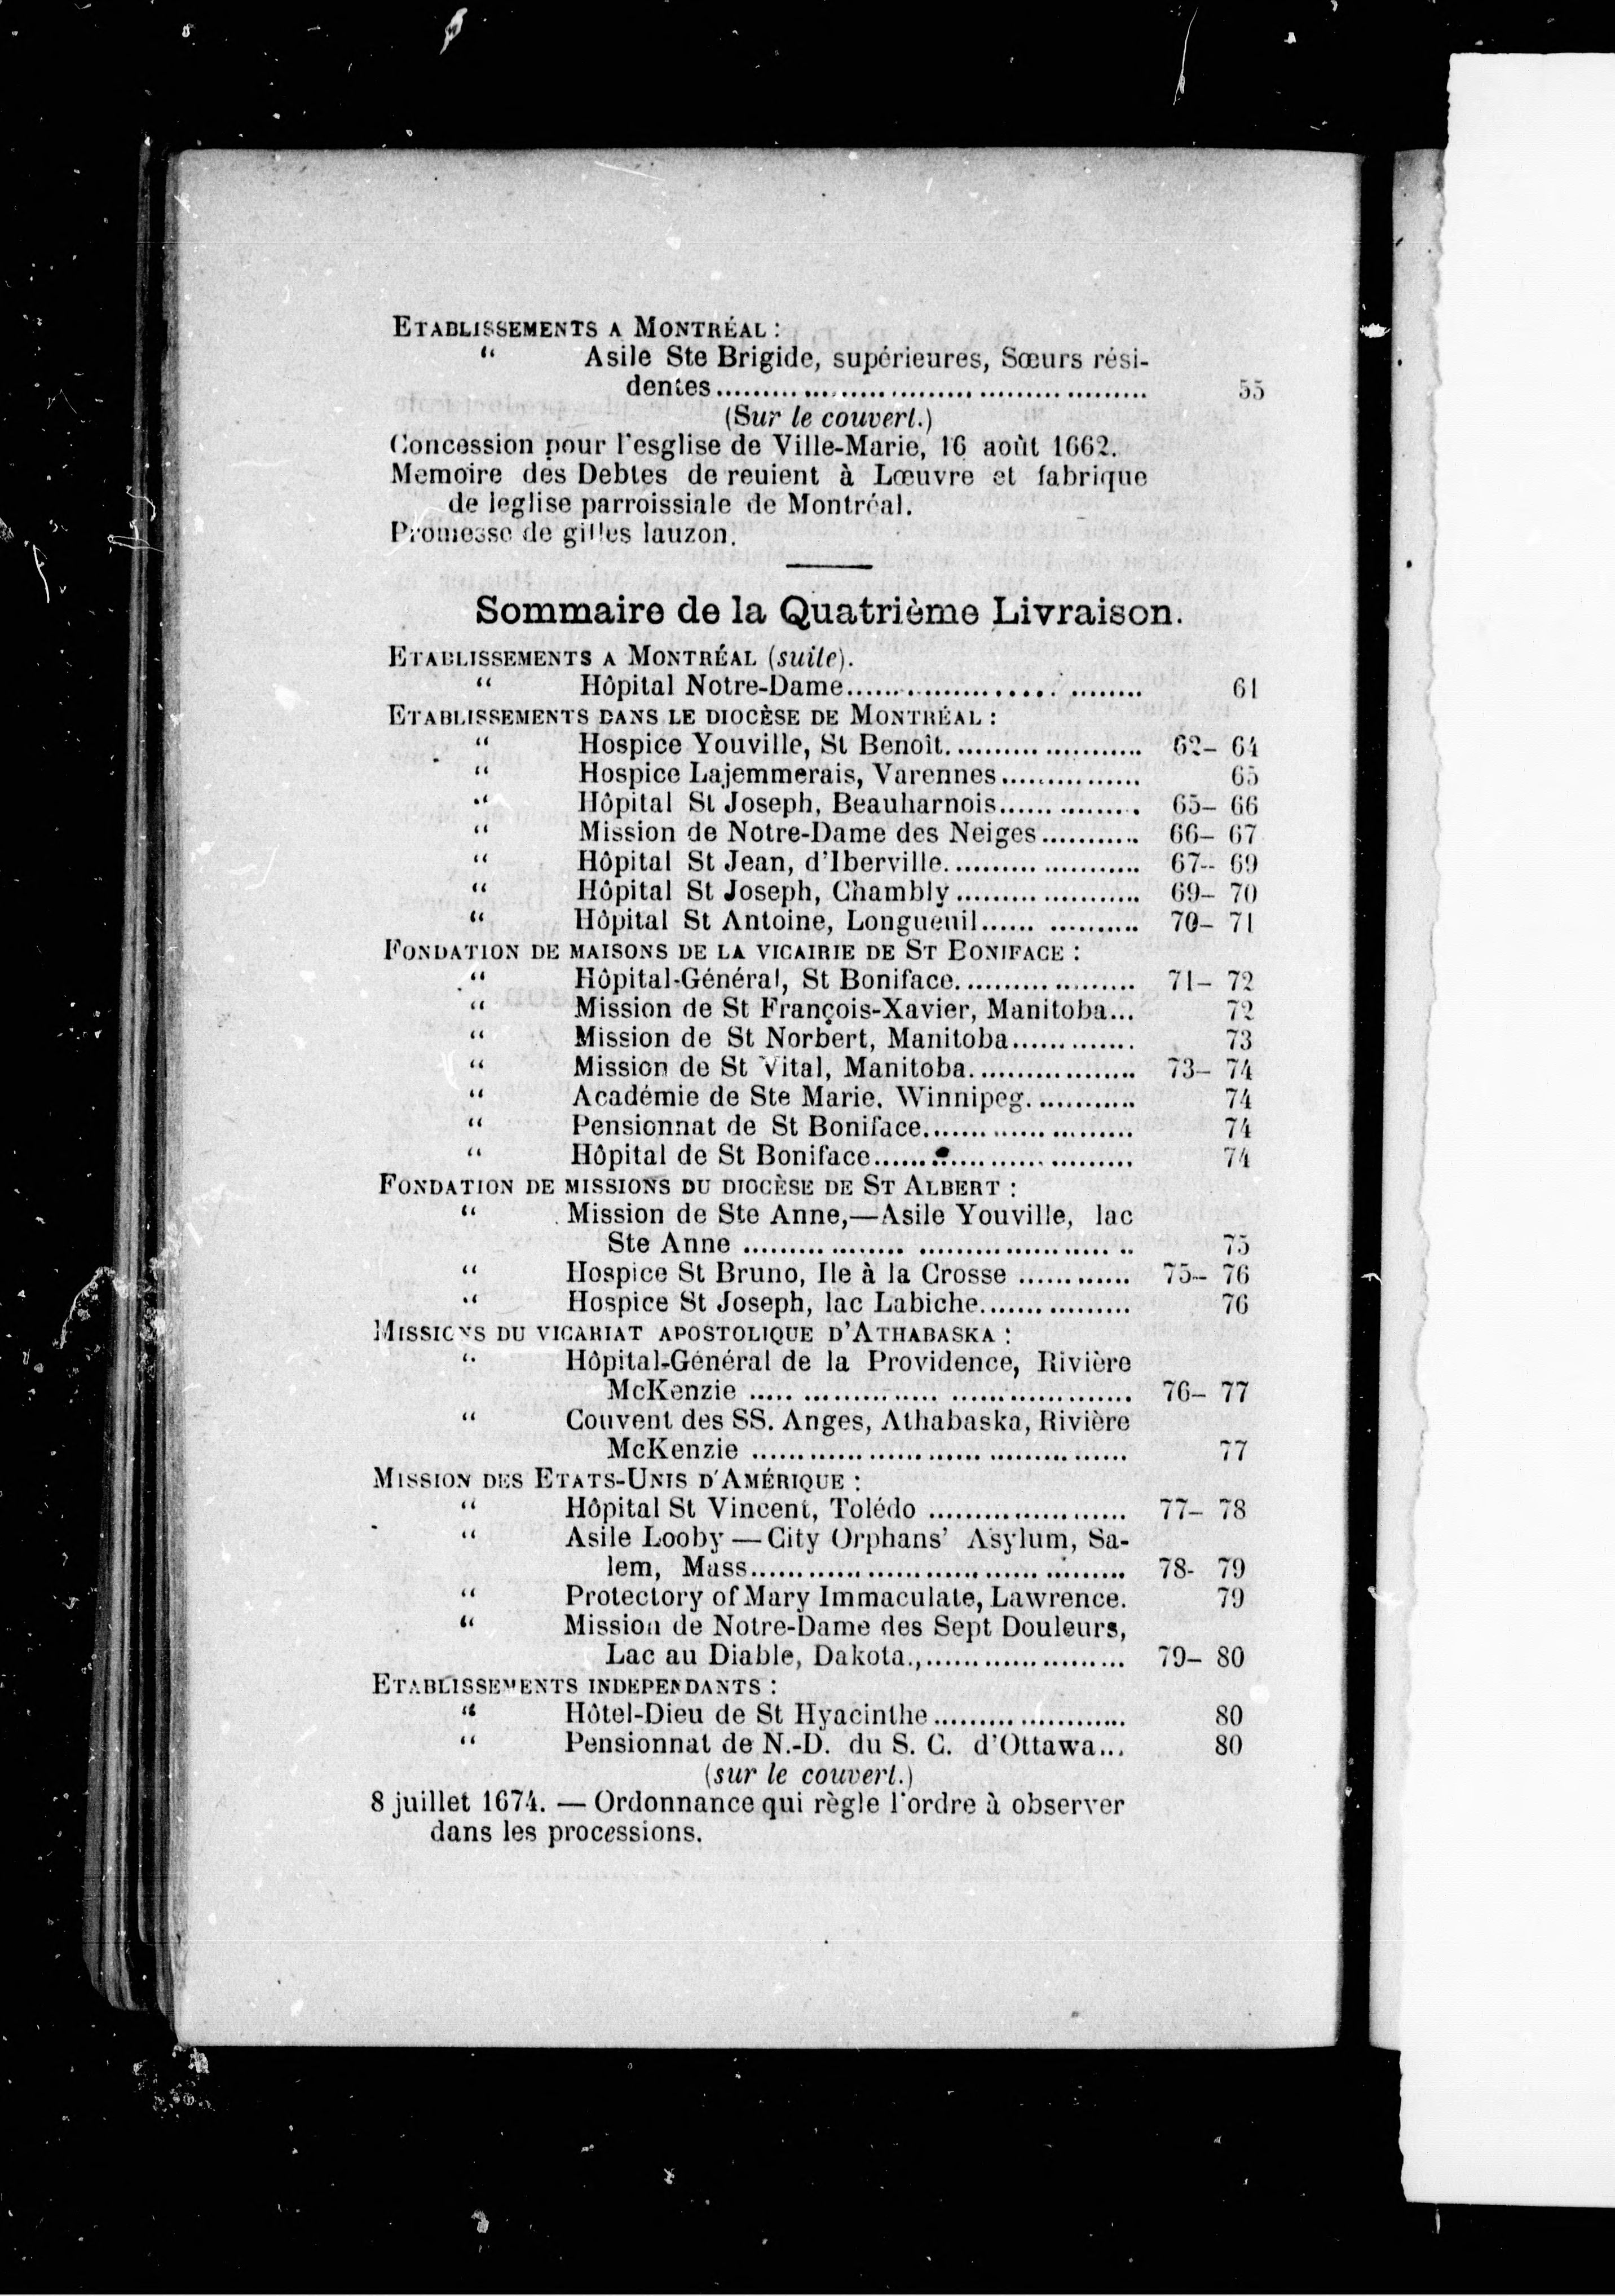 ETABLISSEMENTS A MONTRÉAL :
“ Asile Ste Brigide, supérieures, Sœurs rési-
dentes........................................ 55
(Sur le couvert.)
Concession pour l'esglise de Ville-Marie, 16 août 1662.
Memoire des Debtes de reuient à Lœuvre et fabrique
de leglise parroissiale de Montréal.
Promesse de gilles lauzon.
Sommaire de la Quatrième Livraison.
ETABLISSEMENTS A MONTRÉAL (suite).
“ Hôpital Notre-Dame.............................. 61
ETABLISSEMENTS DANS LE DIOCÈSE DE MONTRÉAL :
“ Hospice Youville, St Benoit..................... 62– 64
“ Hospice Lajemmerais, Varennes............... 65
“ Hôpital St Joseph, Beauharnois............... 65– 66
“ Mission de Notre-Dame des Neiges........... 66– 67
“ Hôpital St Jean, d'Iberville.................... 67– 69
“ Hôpital St Joseph, Chambly.................... 69– 70
“ Hôpital St Antoine, Longueuil................ 70– 71
FONDATION DE MAISONS DE LA VICAIRIE DE ST BONIFACE :
“ Hôpital-Général, St Boniface................... 71– 72
“ Mission de St François-Xavier, Manitoba... 72
“ Mission de St Norbert, Manitoba............. 73
“ Mission de St Vital, Manitoba.................. 73– 74
“ Académie de Ste Marie, Winnipeg............ 74
“ Pensionnat de St Boniface...................... 74
“ Hôpital de St Boniface........................... 74
FONDATION DE MISSIONS DU DIOCÈSE DE ST ALBERT :
“ Mission de Ste Anne,—Asile Youville, lac
Ste Anne ........................................ 75
“ Hospice St Bruno, Ile à la Crosse ............ 75– 76
“ Hospice St Joseph, lac Labiche................ 76
MISSIONS DU VICARIAT APOSTOLIQUE D'ATHABASKA :
“ Hôpital-Général de la Providence, Rivière
McKenzie ....................................... 76– 77
“ Couvent des SS. Anges, Athabaska, Rivière
McKenzie ....................................... 77
MISSION DES ETATS-UNIS D'AMÉRIQUE :
“ Hôpital St Vincent, Tolédo ..................... 77– 78
“ Asile Looby — City Orphans' Asylum, Sa-
lem, Mass....................................... 78- 79
“ Protectory of Mary Immaculate, Lawrence. 79
“ Mission de Notre-Dame des Sept Douleurs,
Lac au Diable, Dakota.,..................... 79– 80
ETABLISSEMENTS INDEPENDANTS :
“ Hôtel-Dieu de St Hyacinthe..................... 80
“ Pensionnat de N.-D. du S. C. d'Ottawa... 80
(sur le couvert.)
8 juillet 1674. — Ordonnance qui règle l'ordre à observer
dans les processions.